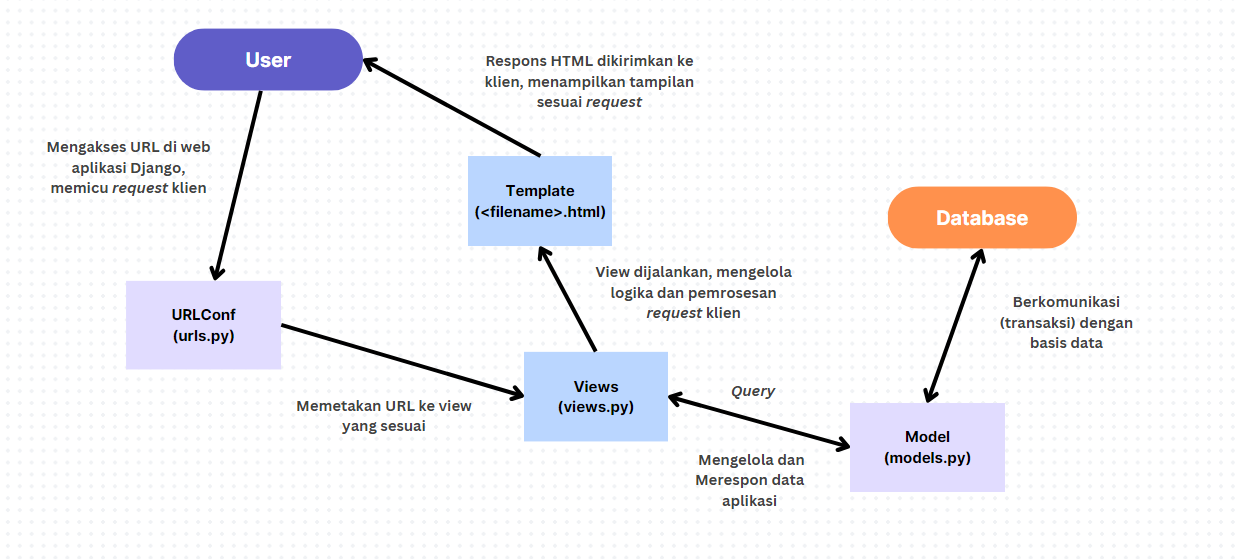 User
Respons HTML dikirimkan ke
klien, menampilkan tampilan
sesuai request
Mengakses URL di web
aplikasi Django,
memicu request klien
Template
(<filename>.html)
Database
View dijalankan, mengelola
logika dan pemrosesan
request klien
Berkomunikasi
(transaksi) dengan
basis data
URLConf
(urls.py)
Memetakan URL ke view
yang sesuai
Views
(views.py)
Query
Mengelola dan
Merespon data
aplikasi
Model
(models.py)